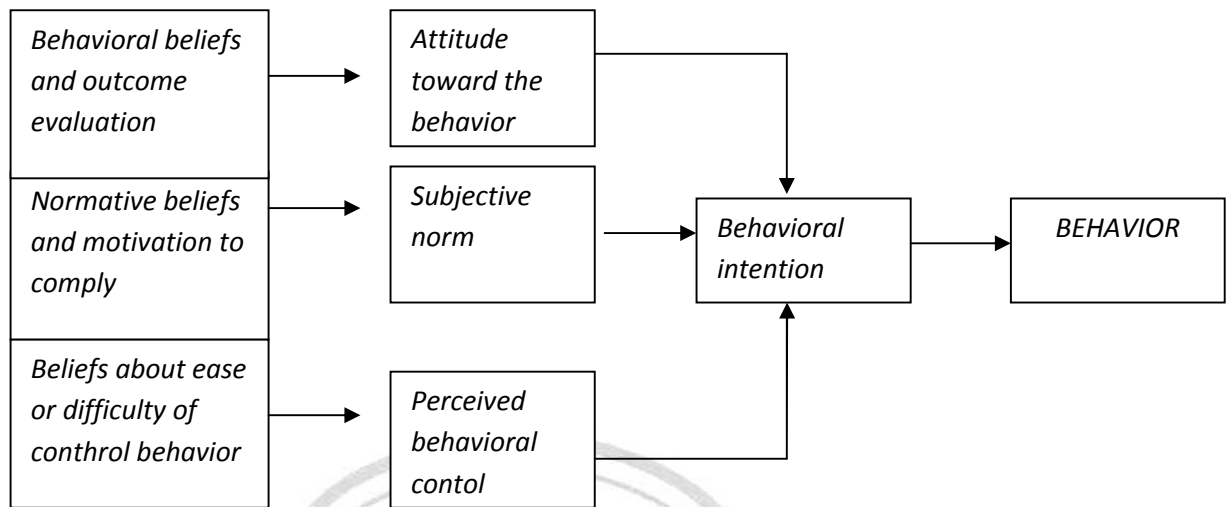 Behavioral beliefs
and outcome
evaluation
Attitude
toward the
behavior
Normative beliefs
and motivation to
comply
Subjective
norm
Behavioral
intention
BEHAVIOR
Beliefs about ease
or difficulty of
conthrol behavior
Perceived
behavioral
contol